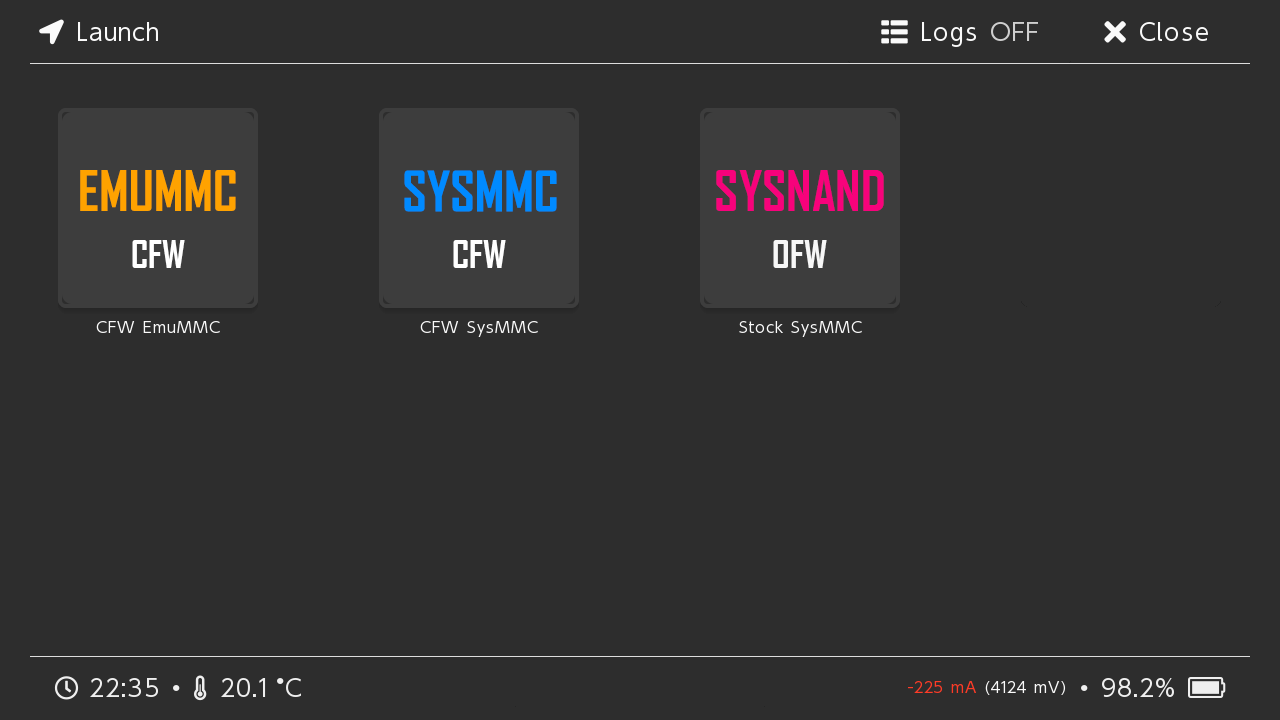 Launch
Logs OFF
Close
EMUMMC
CFW
CFW EmuMMC
SYSMMC
CFW
CFW SysMMC
SYSNAND
OFW
Stock SysMMC
22:35 • 20.1 °C
-225 mA (4124 mV) • 98.2%